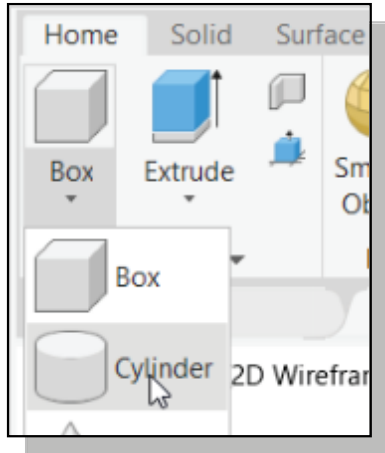 Home Solid Surface
Box Extrude Sm
Ob
Box
Cylinder 2D Wirefra